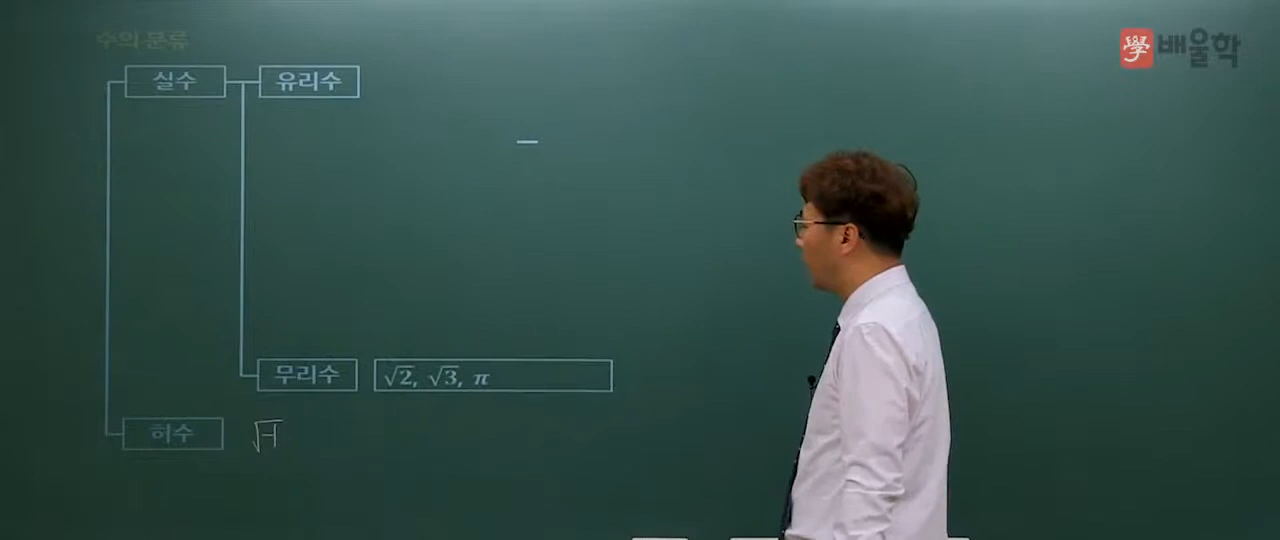 수의 분류
學 배울학
실수 유리수
무리수 √2, √3, π
허수 √-1